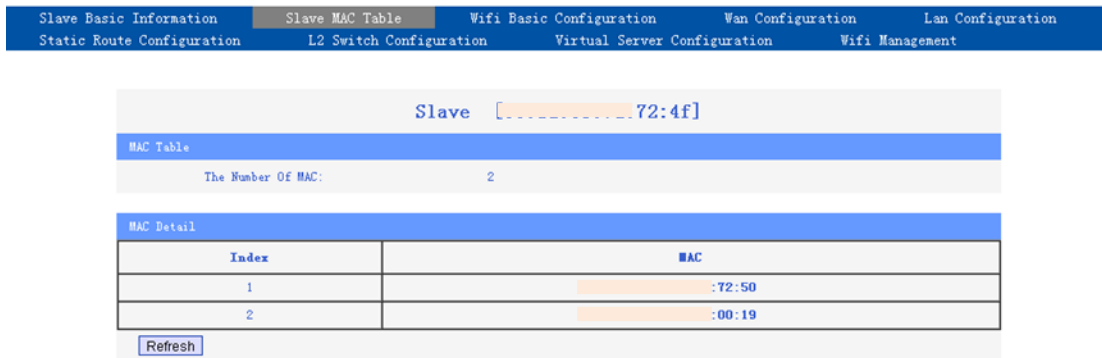 Slave Basic Information Slave MAC Table Wifi Basic Configuration Wan Configuration Lan Configuration
Static Route Configuration L2 Switch Configuration Virtual Server Configuration Wifi Management
Slave [ 72:4f]
MAC Table
The Number Of MAC: 2
MAC Detail
Index MAC
1 :72:50
2 :00:19
Refresh